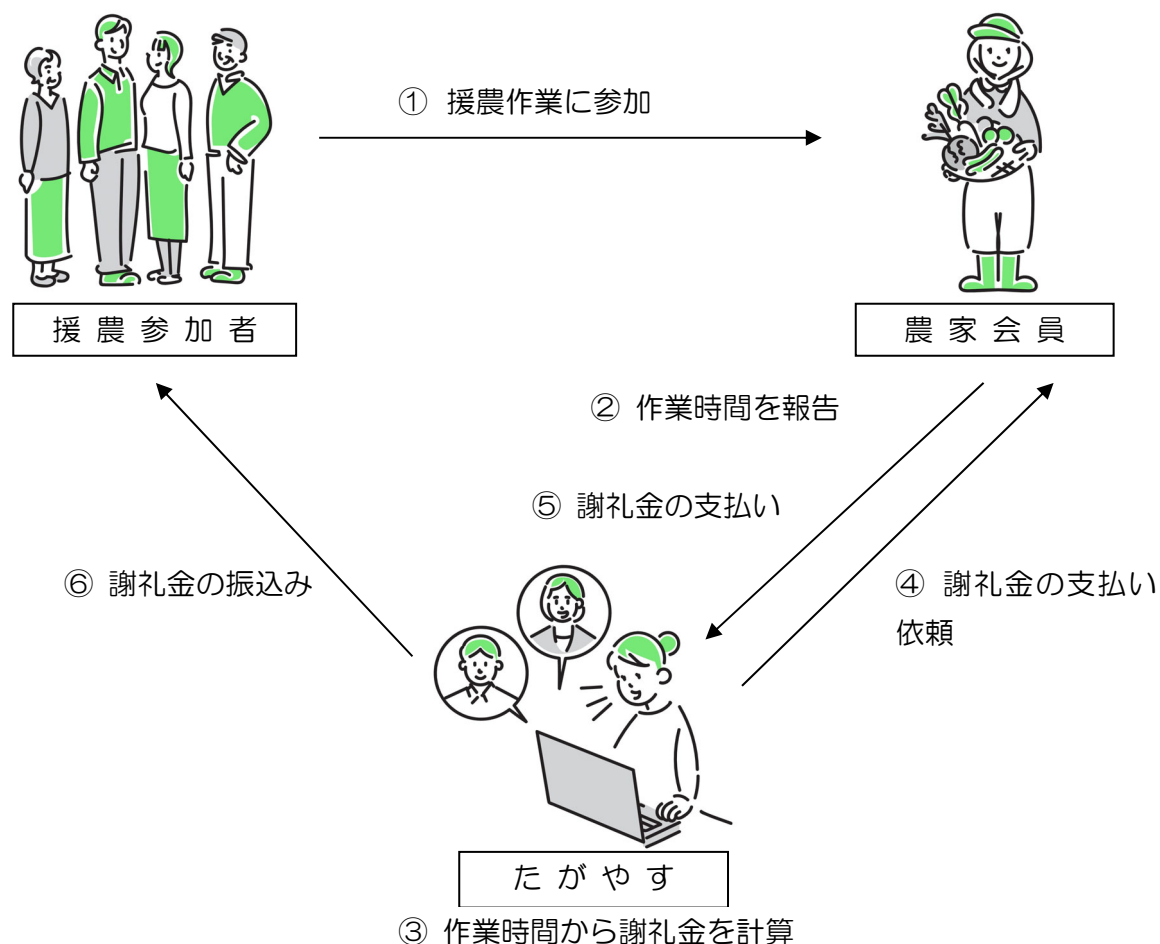 ① 援農作業に参加
援農参加者
農家会員
② 作業時間を報告
⑤ 謝礼金の支払い
⑥ 謝礼金の振込み
④ 謝礼金の支払い
依頼
たがやす
③ 作業時間から謝礼金を計算